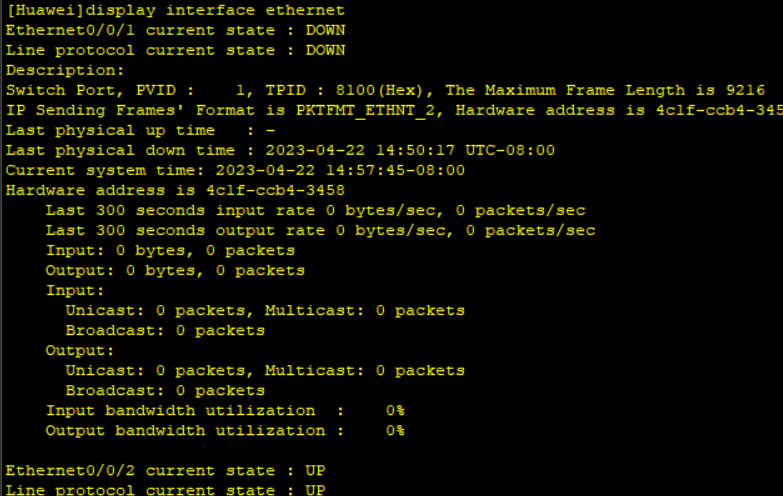 [Huawei]display interface ethernet
Ethernet0/0/1 current state : DOWN
Line protocol current state : DOWN
Description:
Switch Port, PVID :    1, TPID : 8100(Hex), The Maximum Frame Length is 9216
IP Sending Frames' Format is PKTFMT_ETHNT_2, Hardware address is 4c1f-ccb4-345
Last physical up time   : -
Last physical down time : 2023-04-22 14:50:17 UTC-08:00
Current system time: 2023-04-22 14:57:45-08:00
Hardware address is 4c1f-ccb4-3458
    Last 300 seconds input rate 0 bytes/sec, 0 packets/sec
    Last 300 seconds output rate 0 bytes/sec, 0 packets/sec
    Input: 0 bytes, 0 packets
    Output: 0 bytes, 0 packets
    Input:
      Unicast: 0 packets, Multicast: 0 packets
      Broadcast: 0 packets
    Output:
      Unicast: 0 packets, Multicast: 0 packets
      Broadcast: 0 packets
    Input bandwidth utilization  :    0%
    Output bandwidth utilization :    0%
Ethernet0/0/2 current state : UP
Line protocol current state : UP